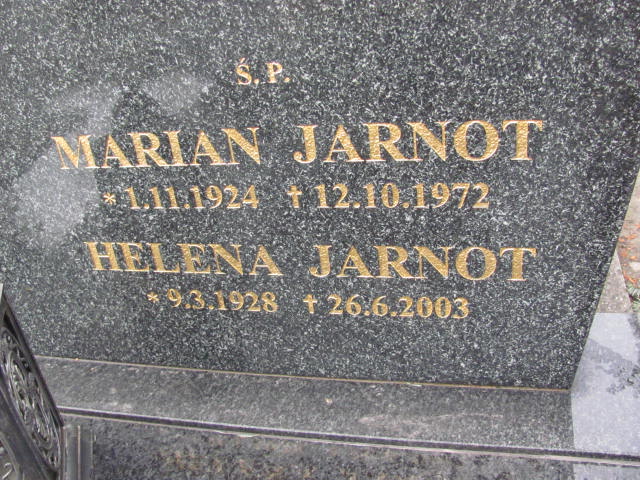 Ś.P.
MARIAN JARNOT
* 1.11.1924 † 12.10.1972
HELENA JARNOT
* 9.3.1928 † 26.6.2003